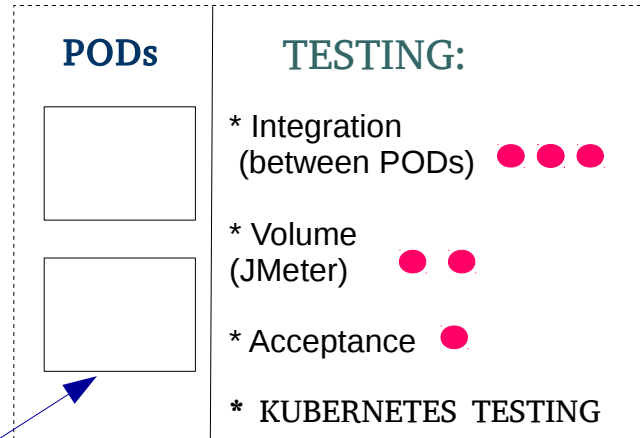 PODs
TESTING:
* Integration
(between PODs)
* Volume
(JMeter)
* Acceptance
* KUBERNETES TESTING